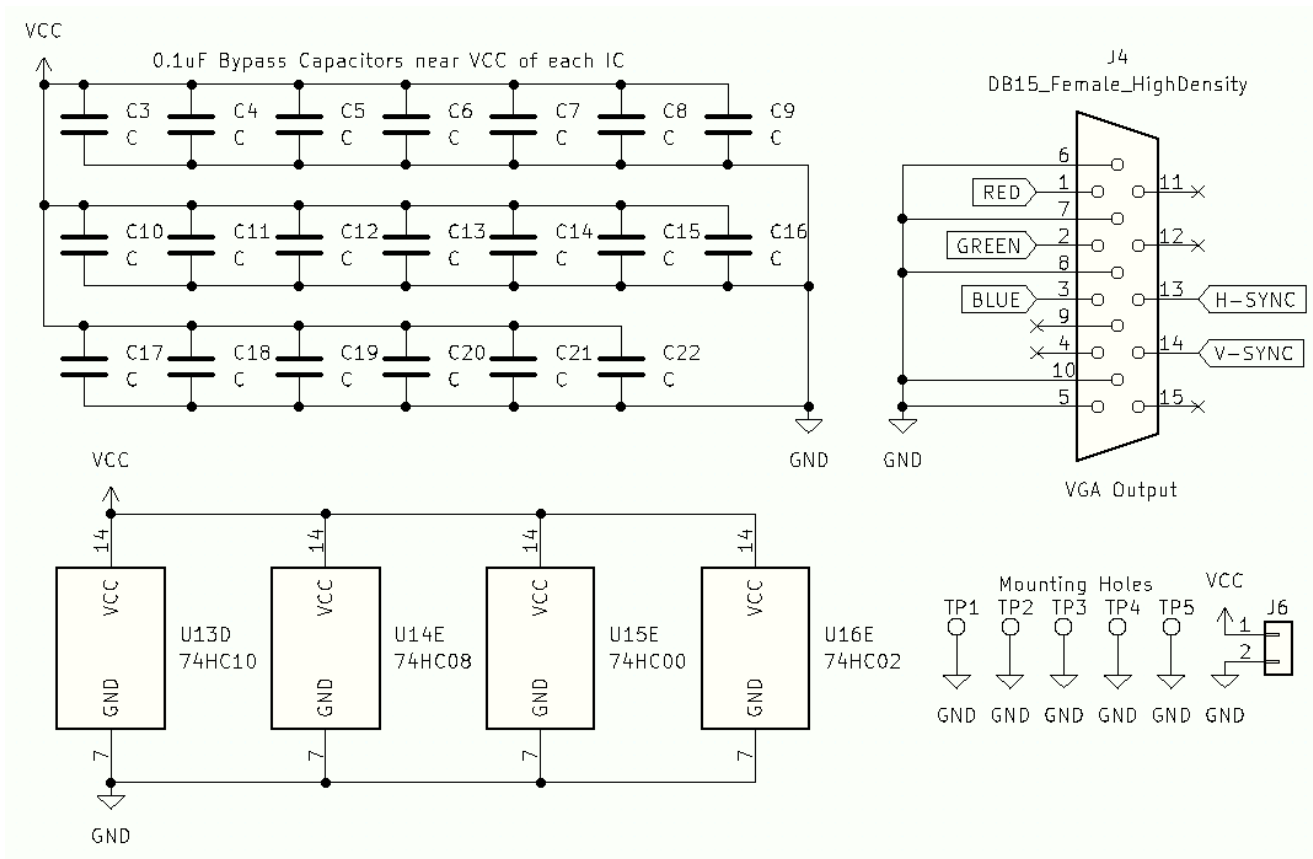 VCC
0.1uF Bypass Capacitors near VCC of each IC
C3 C4 C5 C6 C7 C8 C9
C C C C C C C
C10 C11 C12 C13 C14 C15 C16
C C C C C C C
C17 C18 C19 C20 C21 C22
C C C C C C
GND
J4
DB15_Female_HighDensity
6
RED 1 11
7
GREEN 2 12
8
BLUE 3 13 H-SYNC
9
4 14 V-SYNC
10
5 15
GND
VGA Output
VCC
14 14 14 14
VCC VCC VCC VCC
U13D U14E U15E U16E
74HC10 74HC08 74HC00 74HC02
GND GND GND GND
7 7 7 7
GND
Mounting Holes
TP1 TP2 TP3 TP4 TP5
GND GND GND GND GND
VCC
J6
1
2
GND